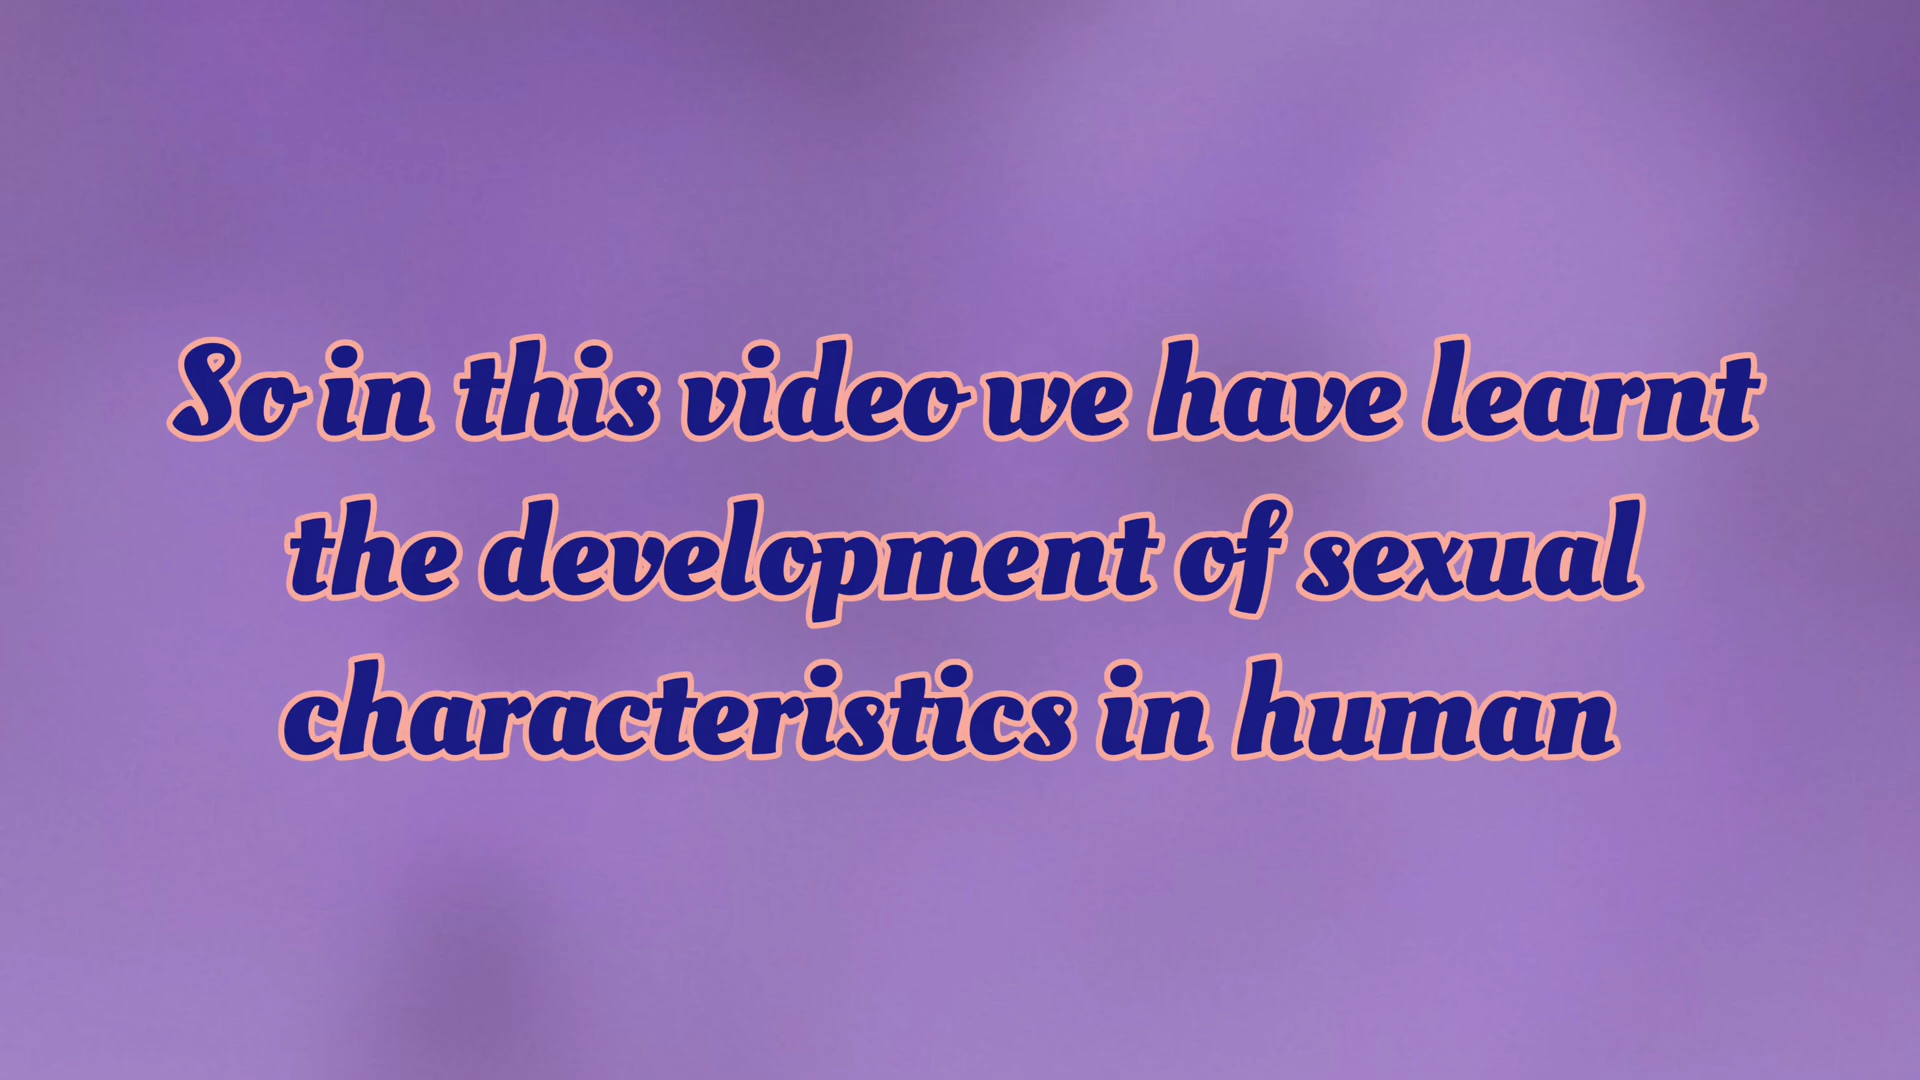 So in this video we have learnt
the development of sexual
characteristics in human